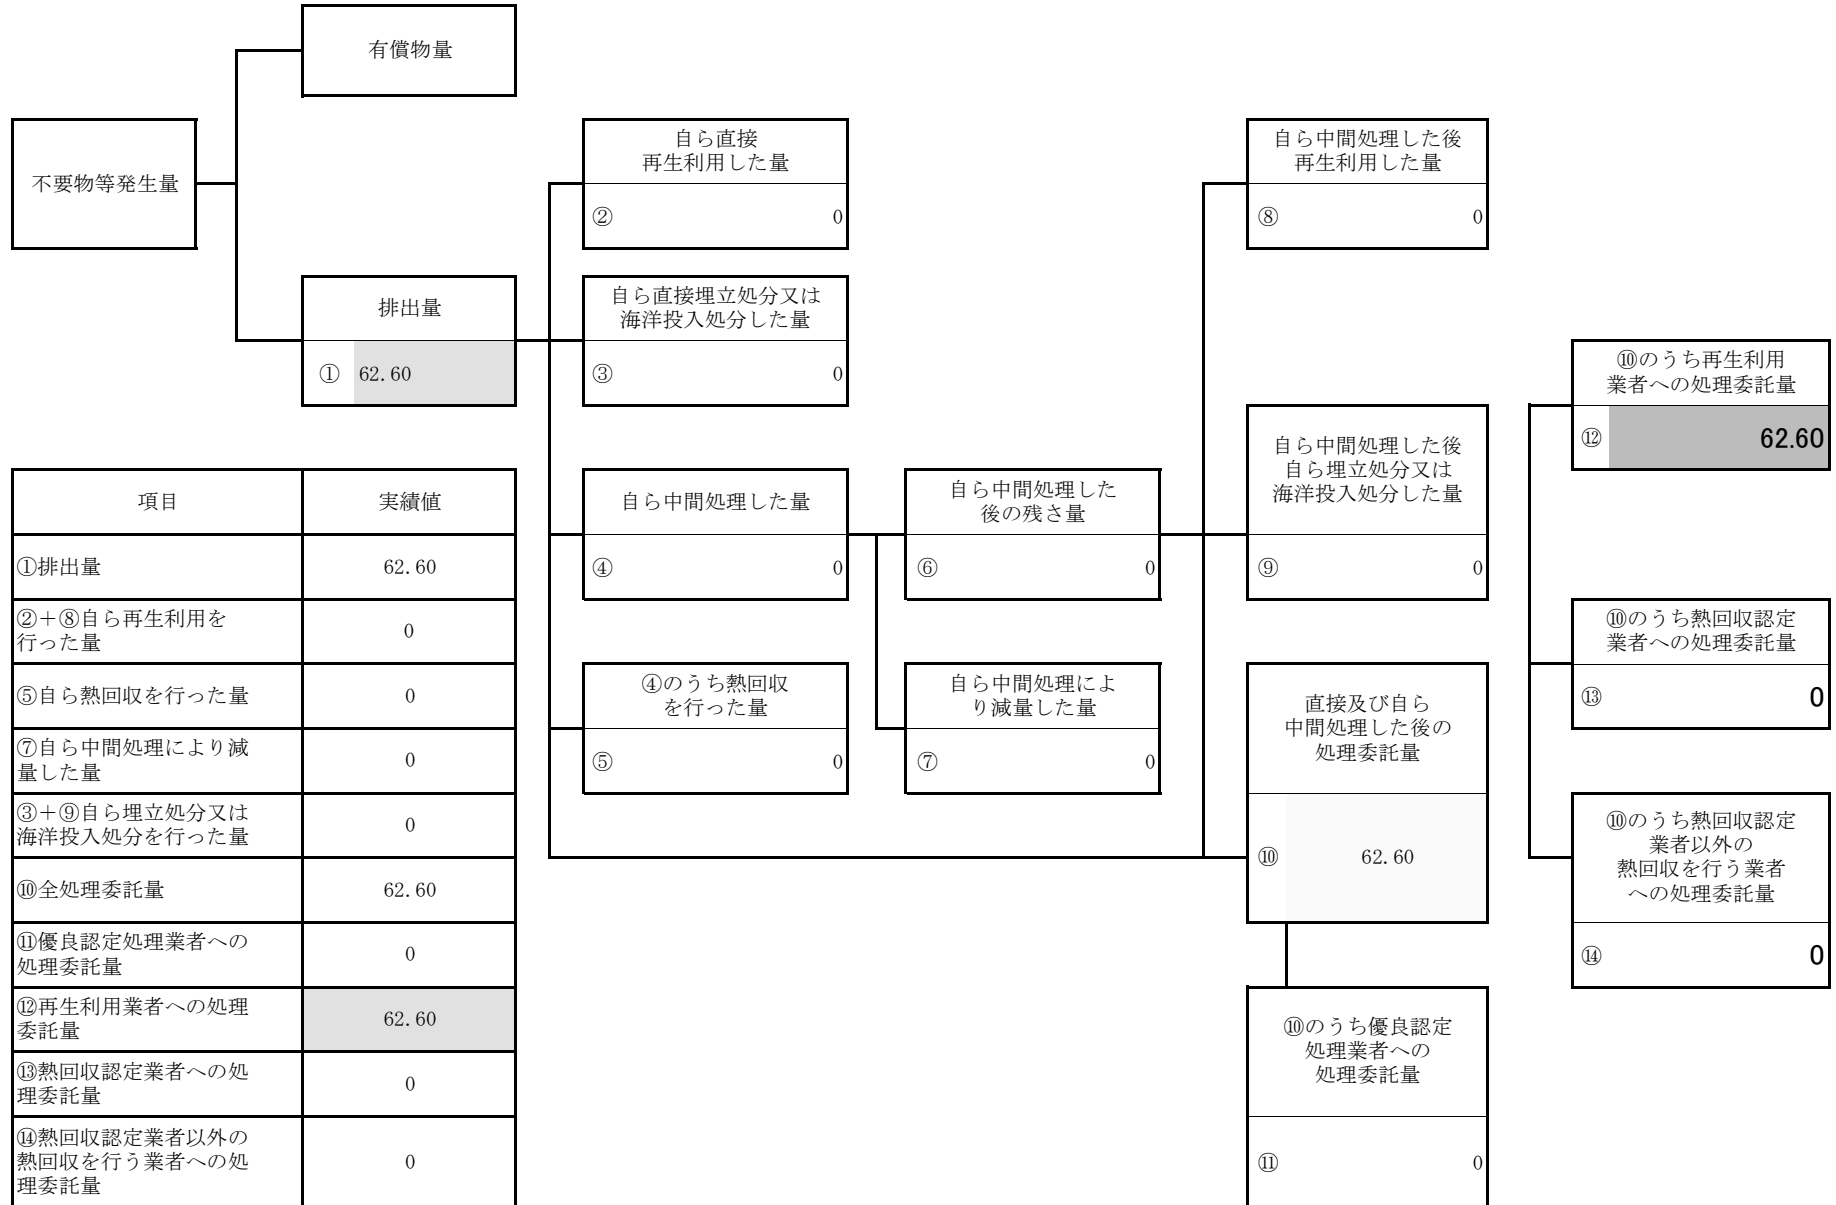 有償物量
不要物等発生量
排出量
① 62.60
自ら直接
再生利用した量
② 0
自ら直接埋立処分又は
海洋投入処分した量
③ 0
自ら中間処理した量
④ 0
④のうち熱回収
を行った量
⑤ 0
自ら中間処理した
後の残さ量
⑥ 0
自ら中間処理によ
り減量した量
⑦ 0
自ら中間処理した後
再生利用した量
⑧ 0
自ら中間処理した後
自ら埋立処分又は
海洋投入処分した量
⑨ 0
直接及び自ら
中間処理した後の
処理委託量
⑩ 62.60
⑩のうち優良認定
処理業者への
処理委託量
⑪ 0
⑩のうち再生利用
業者への処理委託量
⑫ 62.60
⑩のうち熱回収認定
業者への処理委託量
⑬ 0
⑩のうち熱回収認定
業者以外の
熱回収を行う業者
への処理委託量
⑭ 0
項目 実績値
①排出量 62.60
②＋⑧自ら再生利用を
行った量 0
⑤自ら熱回収を行った量 0
⑦自ら中間処理により減
量した量 0
③＋⑨自ら埋立処分又は
海洋投入処分を行った量 0
⑩全処理委託量 62.60
⑪優良認定処理業者への
処理委託量 0
⑫再生利用業者への処理
委託量 62.60
⑬熱回収認定業者への処
理委託量 0
⑭熱回収認定業者以外の
熱回収を行う業者への処
理委託量 0